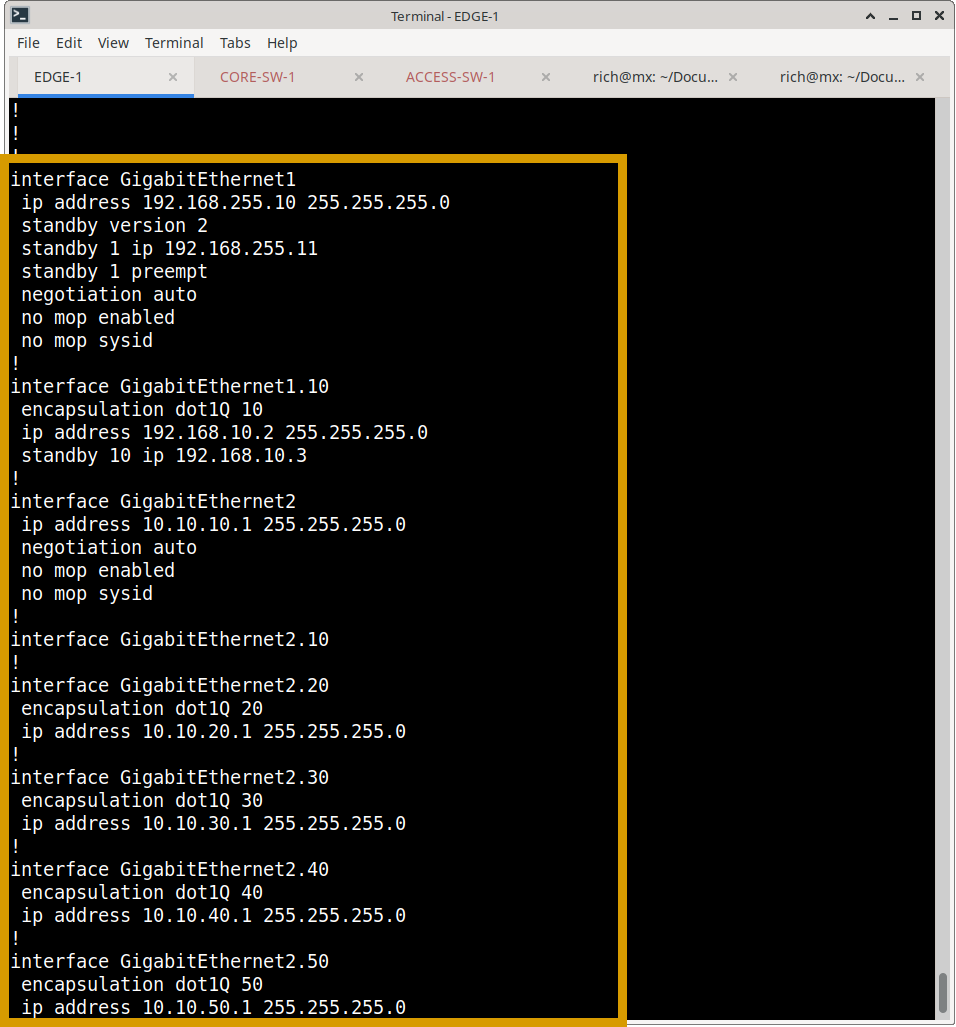 Terminal - EDGE-1
File Edit View Terminal Tabs Help
EDGE-1 CORE-SW-1 ACCESS-SW-1 rich@mx: ~/Docu... rich@mx: ~/Docu...
!
!
!
interface GigabitEthernet1
 ip address 192.168.255.10 255.255.255.0
 standby version 2
 standby 1 ip 192.168.255.11
 standby 1 preempt
 negotiation auto
 no mop enabled
 no mop sysid
!
interface GigabitEthernet1.10
 encapsulation dot1Q 10
 ip address 192.168.10.2 255.255.255.0
 standby 10 ip 192.168.10.3
!
interface GigabitEthernet2
 ip address 10.10.10.1 255.255.255.0
 negotiation auto
 no mop enabled
 no mop sysid
!
interface GigabitEthernet2.10
!
interface GigabitEthernet2.20
 encapsulation dot1Q 20
 ip address 10.10.20.1 255.255.255.0
!
interface GigabitEthernet2.30
 encapsulation dot1Q 30
 ip address 10.10.30.1 255.255.255.0
!
interface GigabitEthernet2.40
 encapsulation dot1Q 40
 ip address 10.10.40.1 255.255.255.0
!
interface GigabitEthernet2.50
 encapsulation dot1Q 50
 ip address 10.10.50.1 255.255.255.0